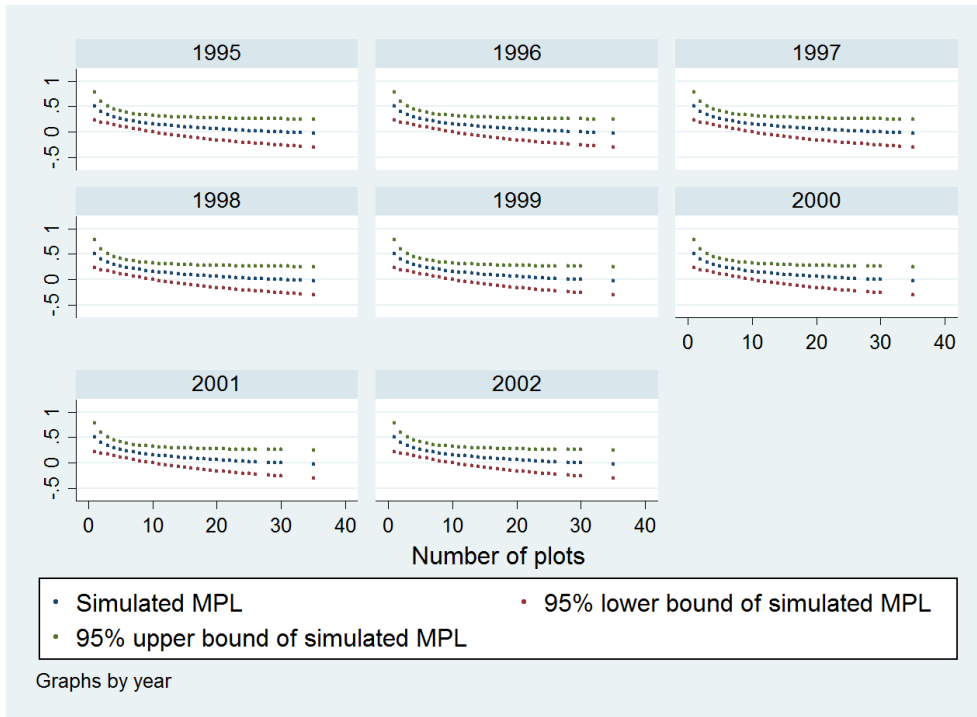 1995 1996 1997
1
.5
0
-.5
1998 1999 2000
1
.5
0
-.5
0 10 20 30 40
2001 2002
1
.5
0
-.5
0 10 20 30 40 0 10 20 30 40
Number of plots
Simulated MPL 95% lower bound of simulated MPL
95% upper bound of simulated MPL
Graphs by year